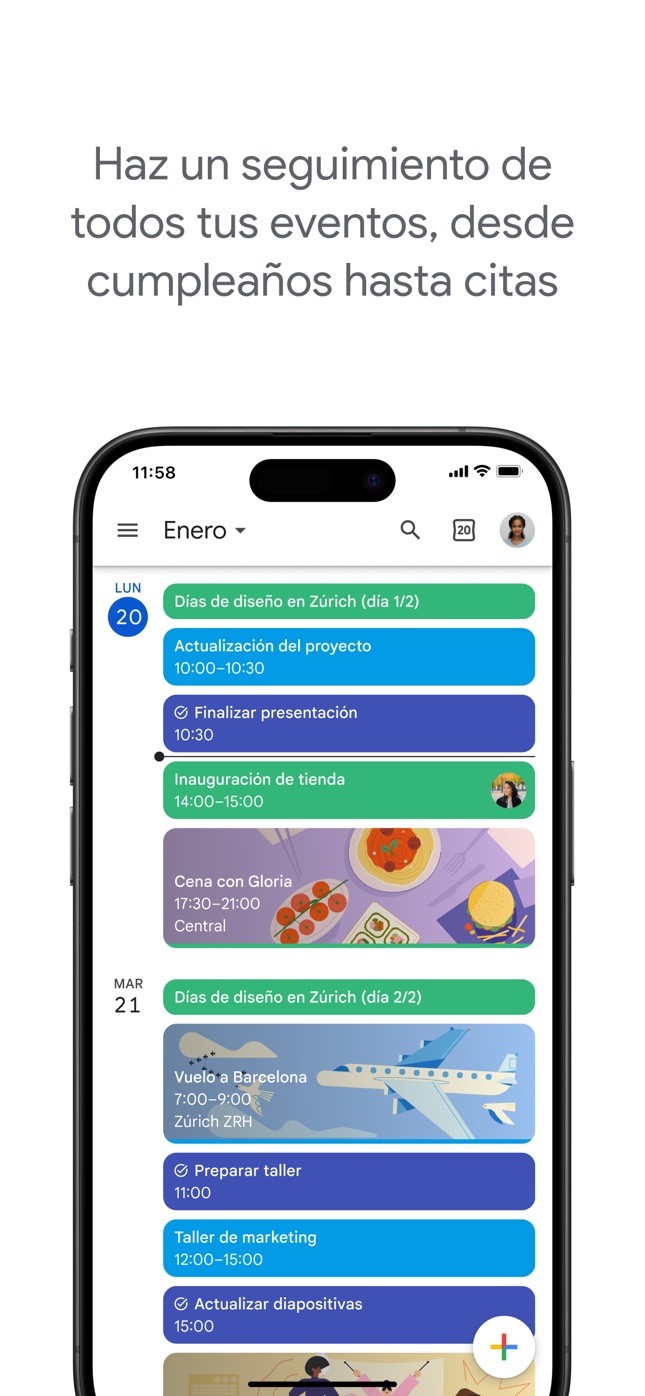 Haz un seguimiento de
todos tus eventos, desde
cumpleaños hasta citas
11:58
Enero
20
LUN
20
Días de diseño en Zúrich (día 1/2)
Actualización del proyecto
10:00–10:30
Finalizar presentación
10:30
Inauguración de tienda
14:00–15:00
Cena con Gloria
17:30–21:00
Central
MAR
21
Días de diseño en Zúrich (día 2/2)
Vuelo a Barcelona
7:00–9:00
Zúrich ZRH
Preparar taller
11:00
Taller de marketing
12:00–15:00
Actualizar diapositivas
15:00